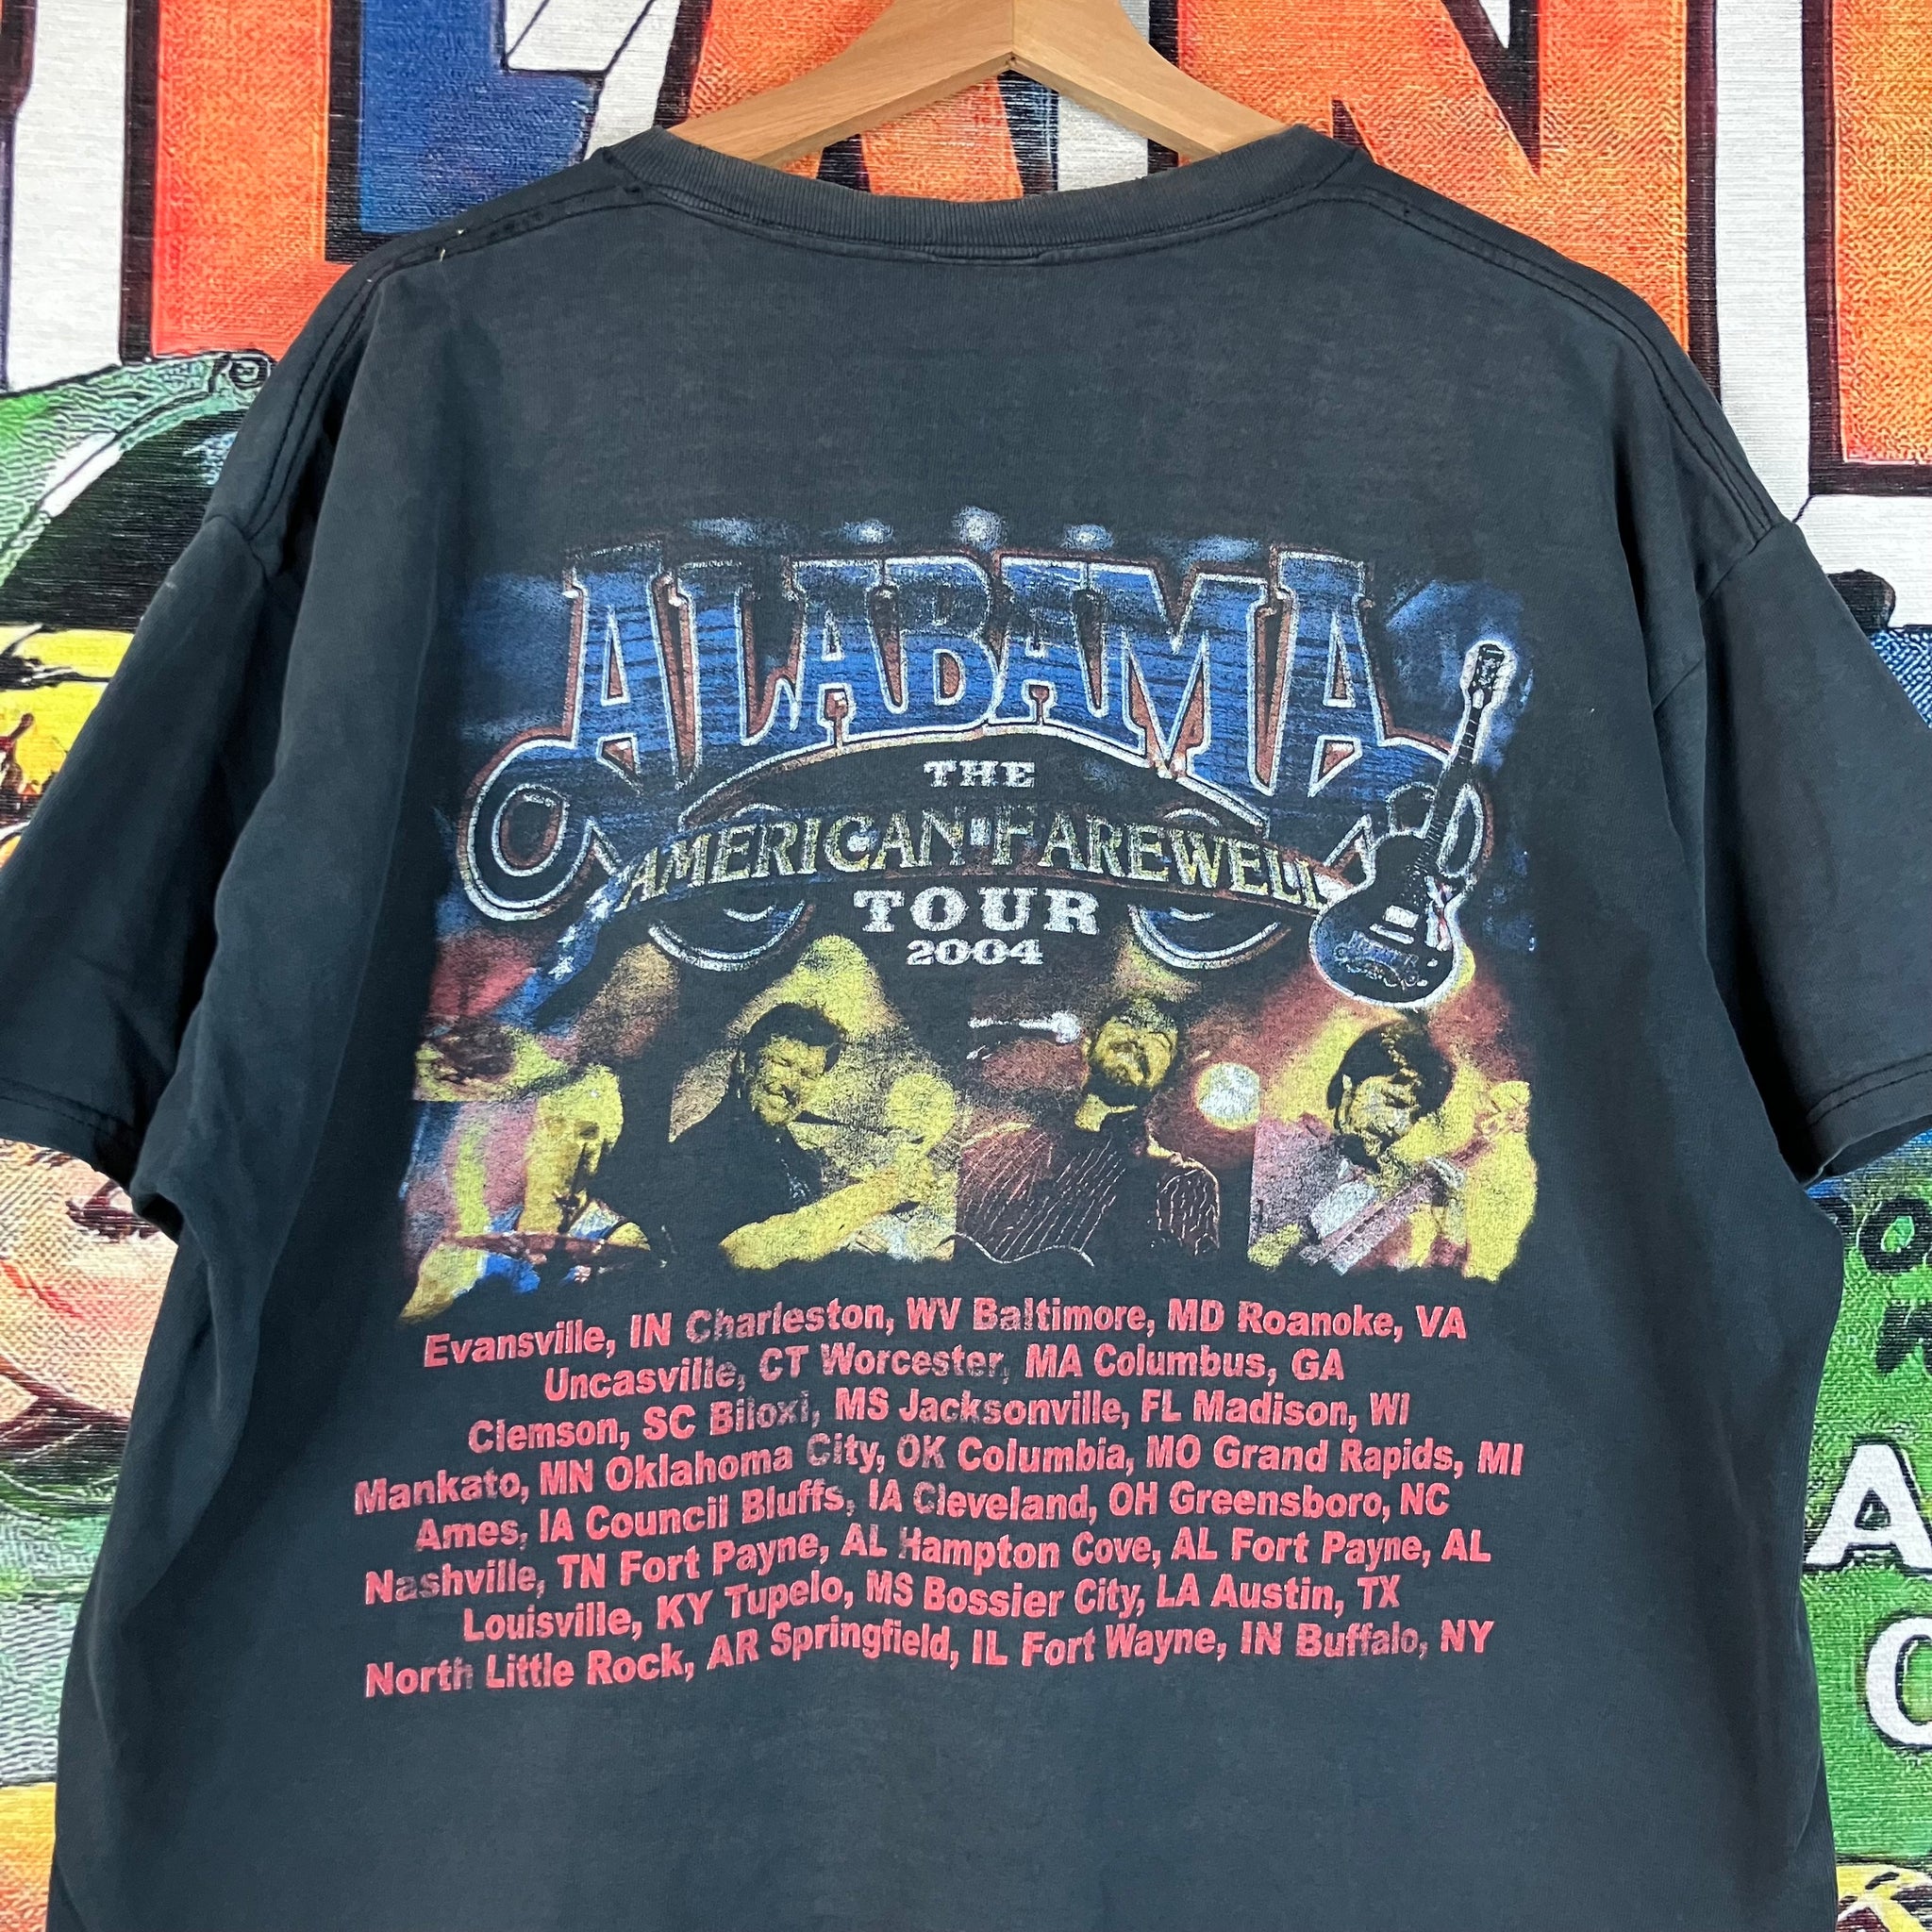 ALABAMA
THE
AMERICAN FAREWELL
TOUR
2004
Evansville, IN Charleston, WV Baltimore, MD Roanoke, VA
Uncasville, CT Worcester, MA Columbus, GA
Clemson, SC Biloxi, MS Jacksonville, FL Madison, WI
Mankato, MN Oklahoma City, OK Columbia, MO Grand Rapids, MI
Ames, IA Council Bluffs, IA Cleveland, OH Greensboro, NC
Nashville, TN Fort Payne, AL Hampton Cove, AL Fort Payne, AL
Louisville, KY Tupelo, MS Bossier City, LA Austin, TX
North Little Rock, AR Springfield, IL Fort Wayne, IN Buffalo, NY